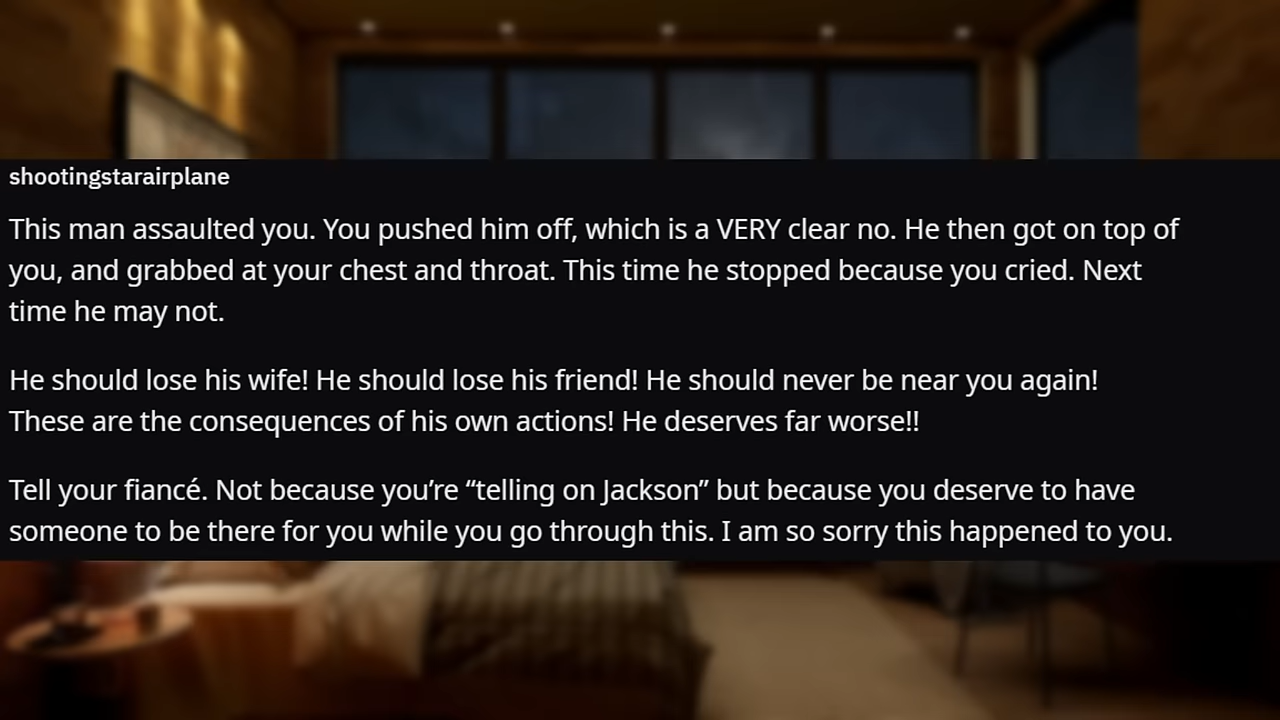 shootingstarairplane
This man assaulted you. You pushed him off, which is a VERY clear no. He then got on top of
you, and grabbed at your chest and throat. This time he stopped because you cried. Next
time he may not.
He should lose his wife! He should lose his friend! He should never be near you again!
These are the consequences of his own actions! He deserves far worse!!
Tell your fiancé. Not because you’re “telling on Jackson” but because you deserve to have
someone to be there for you while you go through this. I am so sorry this happened to you.